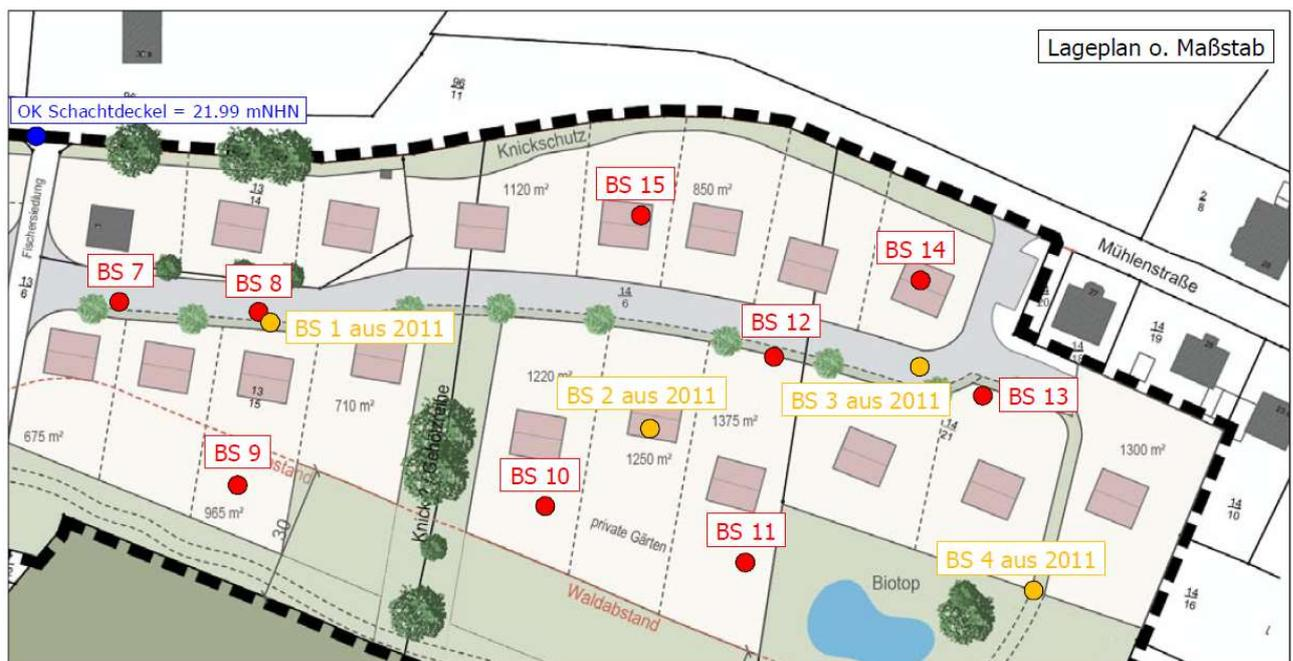 Lageplan o. Maßstab
OK Schachtdeckel = 21.99 mNHN
11
Knickschutz
13
14
1120 m²
BS 15
850 m²
2
8
Fischersiedlung
Mühlenstraße
BS 14
BS 7
BS 8
13
6
14
6
27
28
20
14
19
BS 1 aus 2011
BS 12
14
18
26
1220 m²
BS 2 aus 2011
BS 3 aus 2011
BS 13
13
15
710 m²
1375 m²
14
21
675 m²
BS 9
1250 m²
1300 m²
BS 10
965 m²
30
Knick / Gehölzreihe
private Gärten
BS 11
14
10
BS 4 aus 2011
Biotop
Waldabstand
14
16